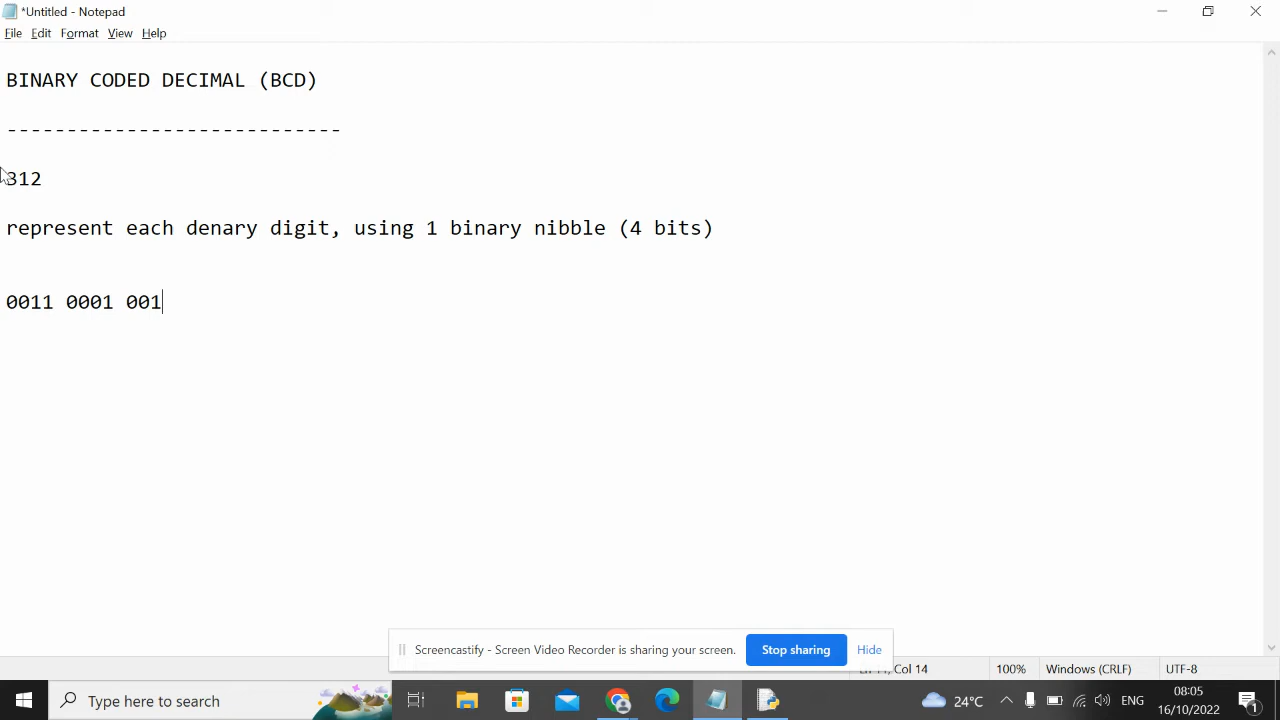 *Untitled - Notepad
File Edit Format View Help
BINARY CODED DECIMAL (BCD)
----------------------------
312
represent each denary digit, using 1 binary nibble (4 bits)
0011 0001 001
Screencastify - Screen Video Recorder is sharing your screen. Stop sharing Hide
Col 14 100% Windows (CRLF) UTF-8
Type here to search 24°C ENG 08:05 16/10/2022 1